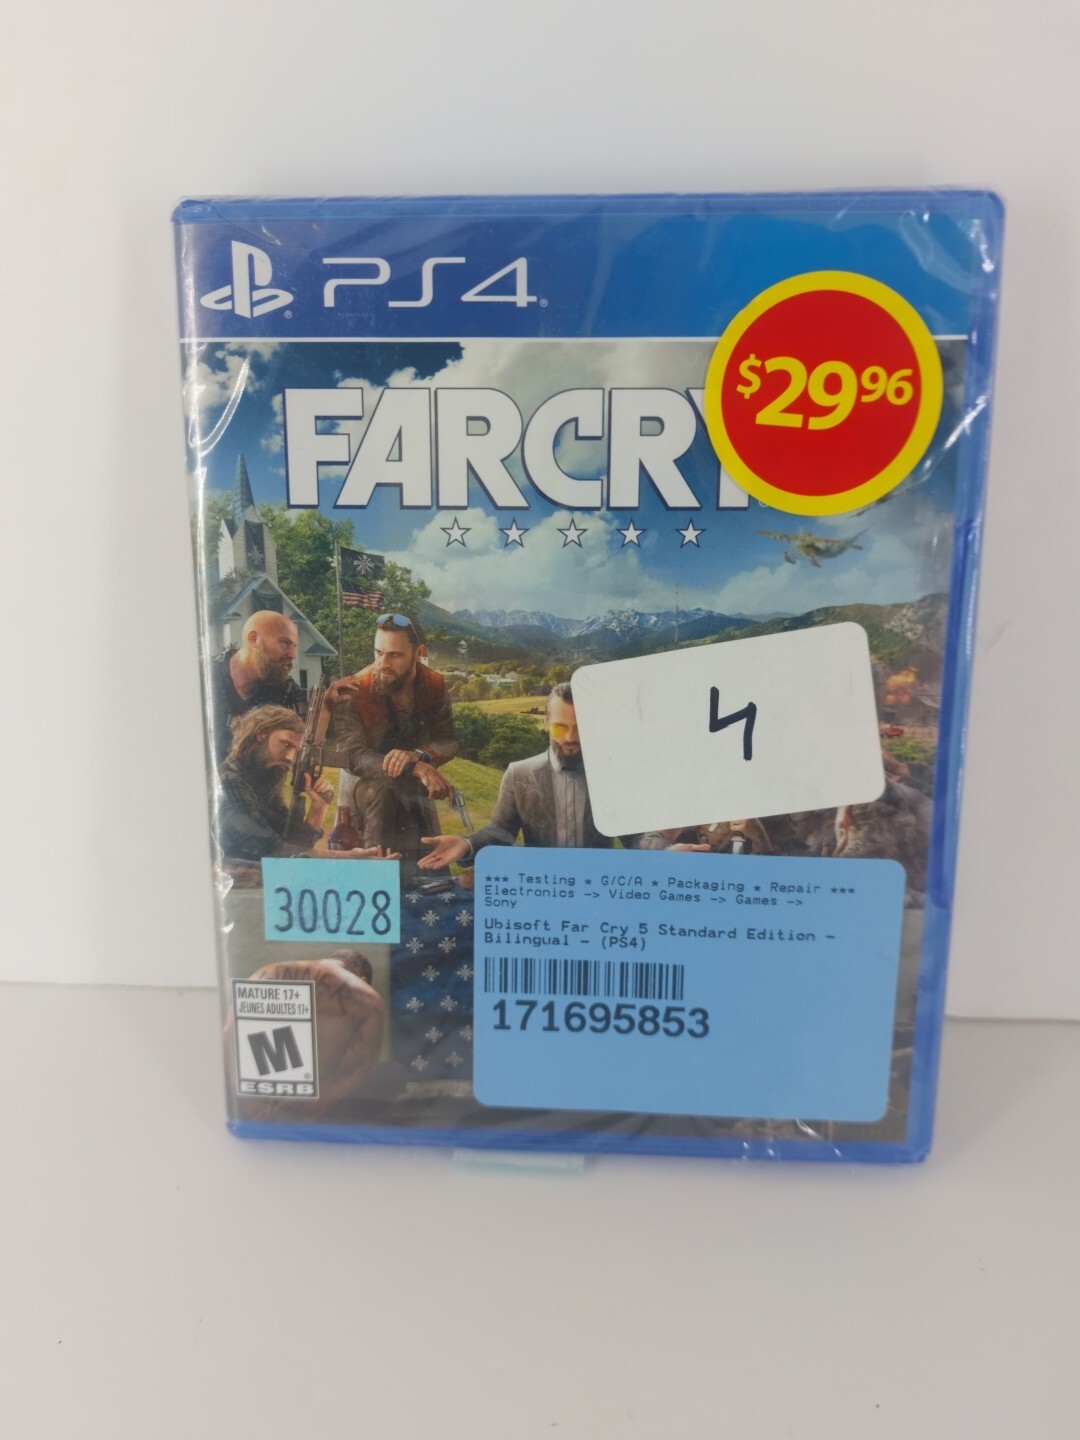 PS4
$29 96
FARCRY
4
30028
*** Testing * G/C/A * Packaging * Repair ***
Electronics -> Video Games -> Games ->
Sony
Ubisoft Far Cry 5 Standard Edition -
Bilingual - (PS4)
171695853
MATURE 17+
JEUNES ADULTES 17+
M
ESRB